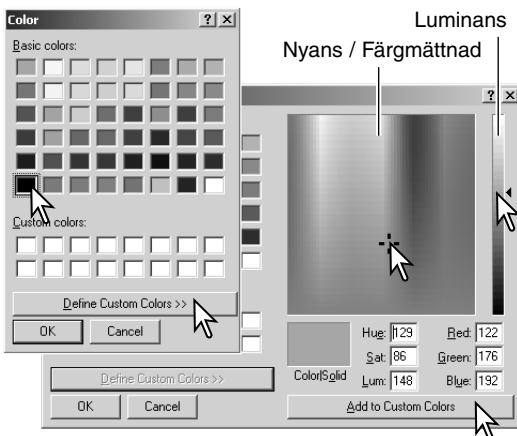 Luminans
Nyans / Färgmättnad
Color
Basic colors:
Custom colors:
Define Custom Colors >>
OK Cancel
Hue: 129 Red: 122
Sat: 86 Green: 176
Color|Solid Lum: 148 Blue: 192
Define Custom Colors >>
OK Cancel Add to Custom Colors